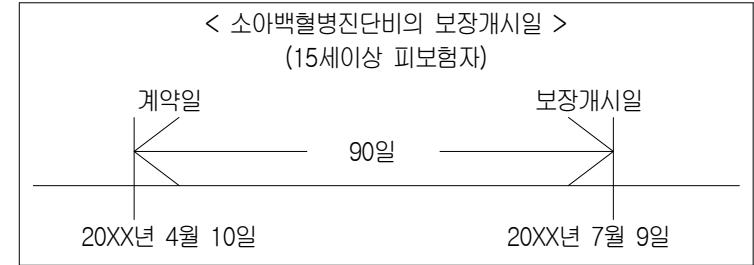 < 소아백혈병진단비의 보장개시일 >
(15세이상 피보험자)
계약일 보장개시일
90일
20XX년 4월 10일 20XX년 7월 9일